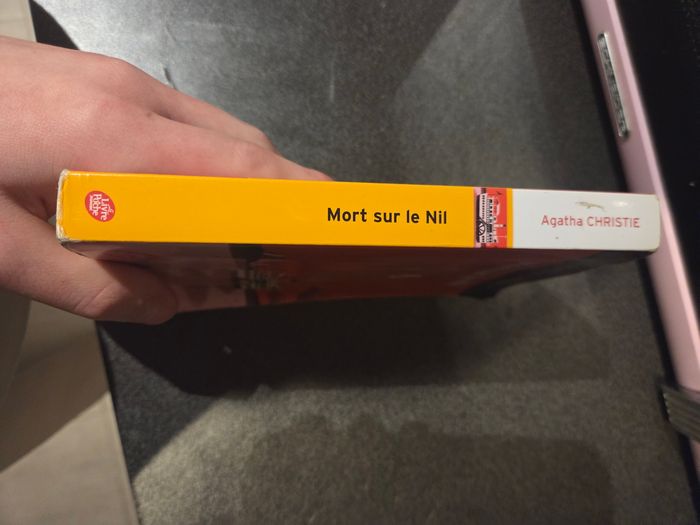 Le
Livre
de
Poche
Mort sur le Nil
Agatha CHRISTIE